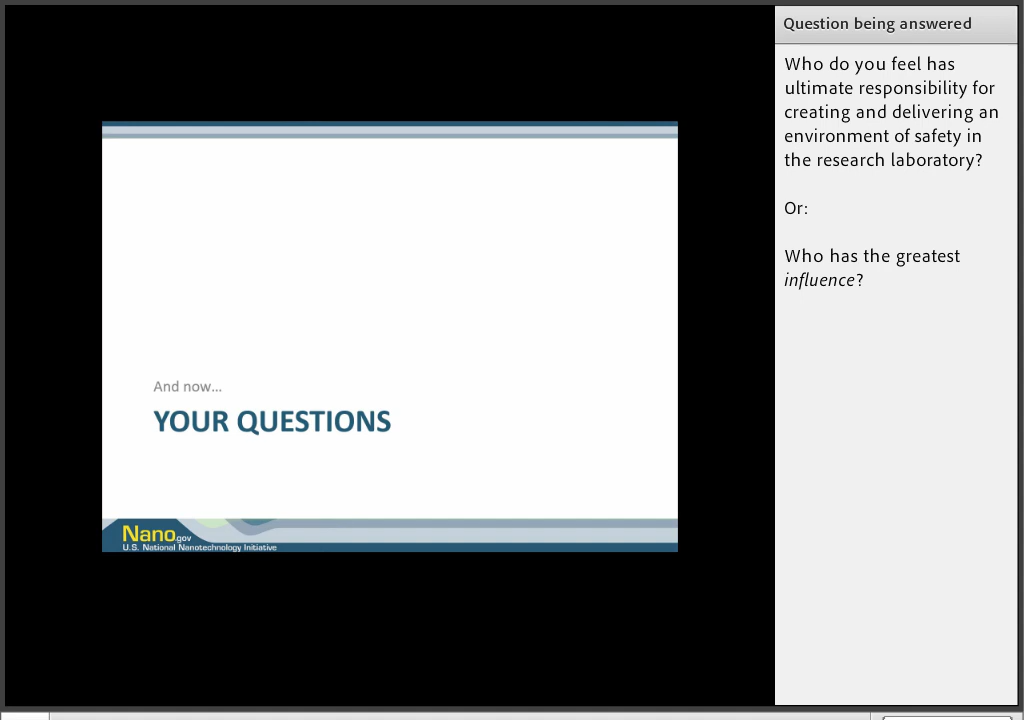 Question being answered
Who do you feel has
ultimate responsibility for
creating and delivering an
environment of safety in
the research laboratory?
Or:
Who has the greatest
influence?
And now...
YOUR QUESTIONS
Nano.gov
U.S. National Nanotechnology Initiative